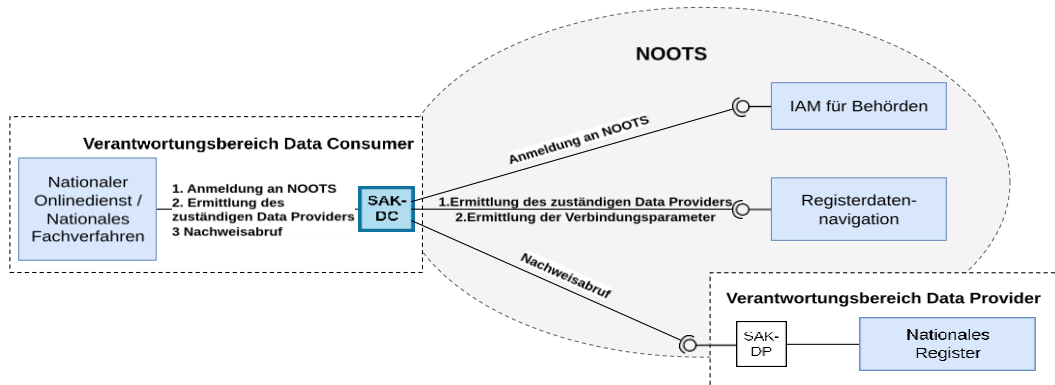 NOOTS
IAM für Behörden
Anmeldung an NOOTS
Verantwortungsbereich Data Consumer
Nationaler
Onlinedienst /
Nationales
Fachverfahren
1. Anmeldung an NOOTS
2. Ermittlung des
zuständigen Data Providers
3 Nachweisabruf
SAK-
DC
1.Ermittlung des zuständigen Data Providers
2.Ermittlung der Verbindungsparameter
Registerdaten-
navigation
Nachweisabruf
Verantwortungsbereich Data Provider
SAK-
DP
Nationales
Register